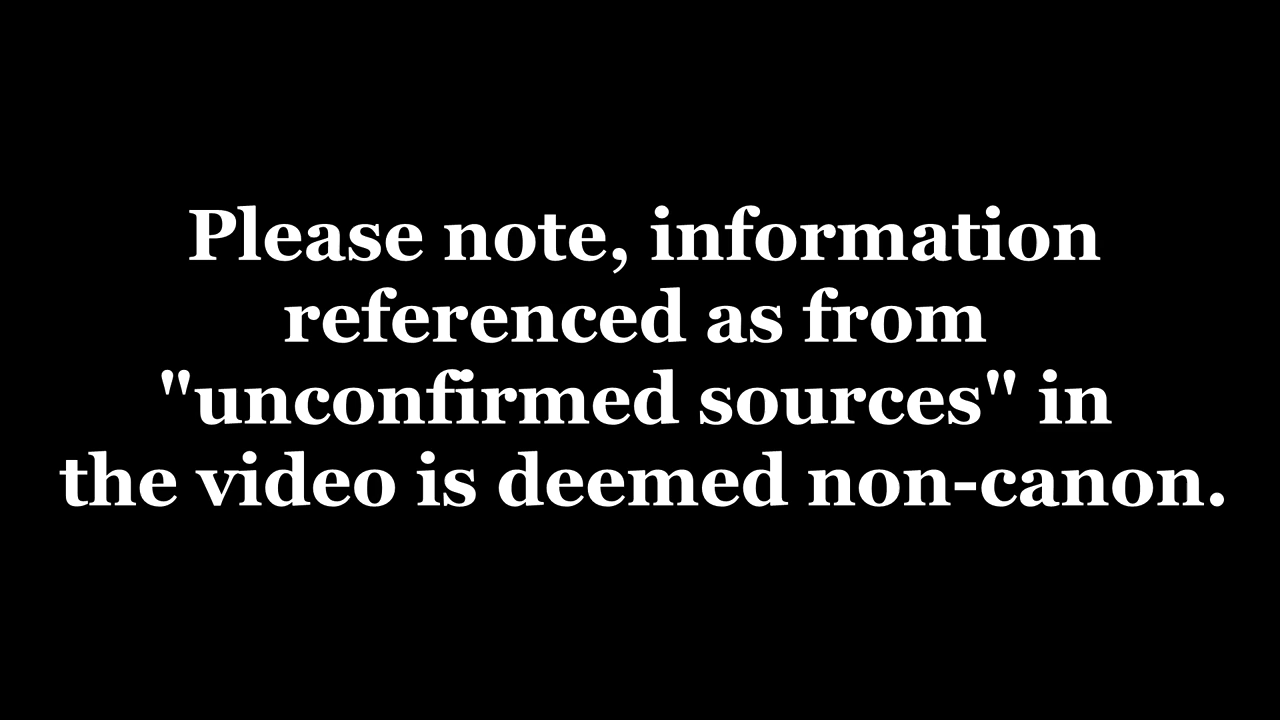 Please note, information
referenced as from
"unconfirmed sources" in
the video is deemed non-canon.